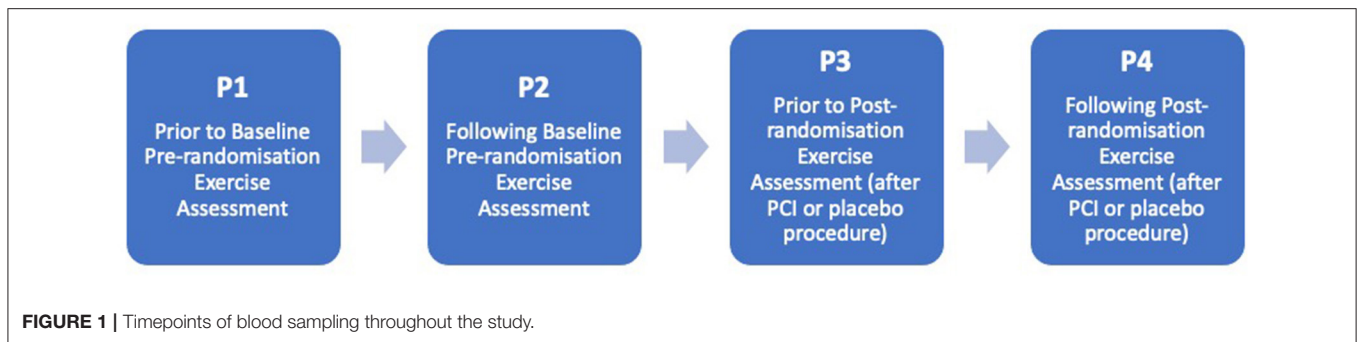 P1
Prior to Baseline
Pre-randomisation
Exercise
Assessment
P2
Following Baseline
Pre-randomisation
Exercise
Assessment
P3
Prior to Post-
randomisation
Exercise
Assessment (after
PCI or placebo
procedure)
P4
Following Post-
randomisation
Exercise
Assessment (after
PCI or placebo
procedure)
FIGURE 1 | Timepoints of blood sampling throughout the study.